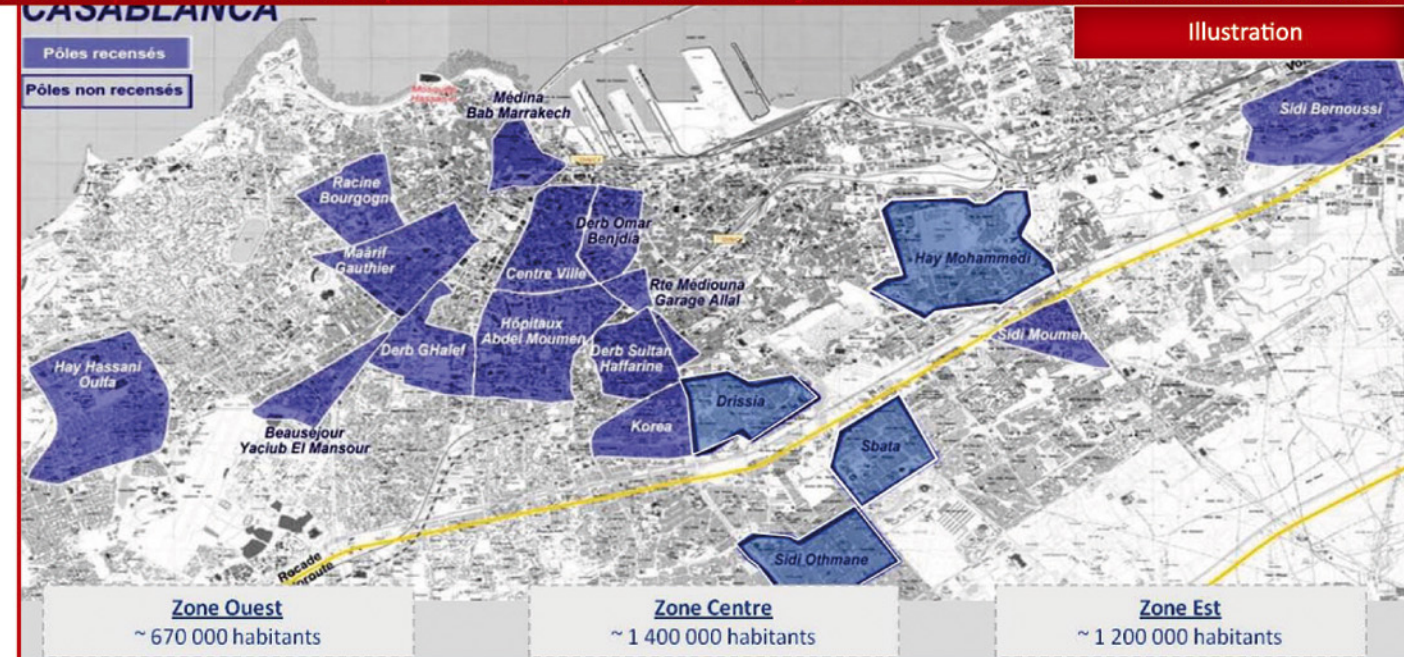 CASABLANCA
Illustration
Pôles recensés
Pôles non recensés
Médina
Bab Marrakech
Sidi Bernoussi
Racine
Bourgogne
Derb Omar
Benjdia
Maârif
Gauthier
Centre Ville
Hay Mohammedi
Rte Médiouna
Garage Allal
Hôpitaux
Abdel Moumen
Sidi Moumen
Derb GHalef
Derb Sultan
Haffarine
Hay Hassani
Oulfa
Drissia
Korea
Beauséjour
Yaciub El Mansour
Sbata
Sidi Othmane
Rocade
Zone Ouest
~ 670 000 habitants
Zone Centre
~ 1 400 000 habitants
Zone Est
~ 1 200 000 habitants